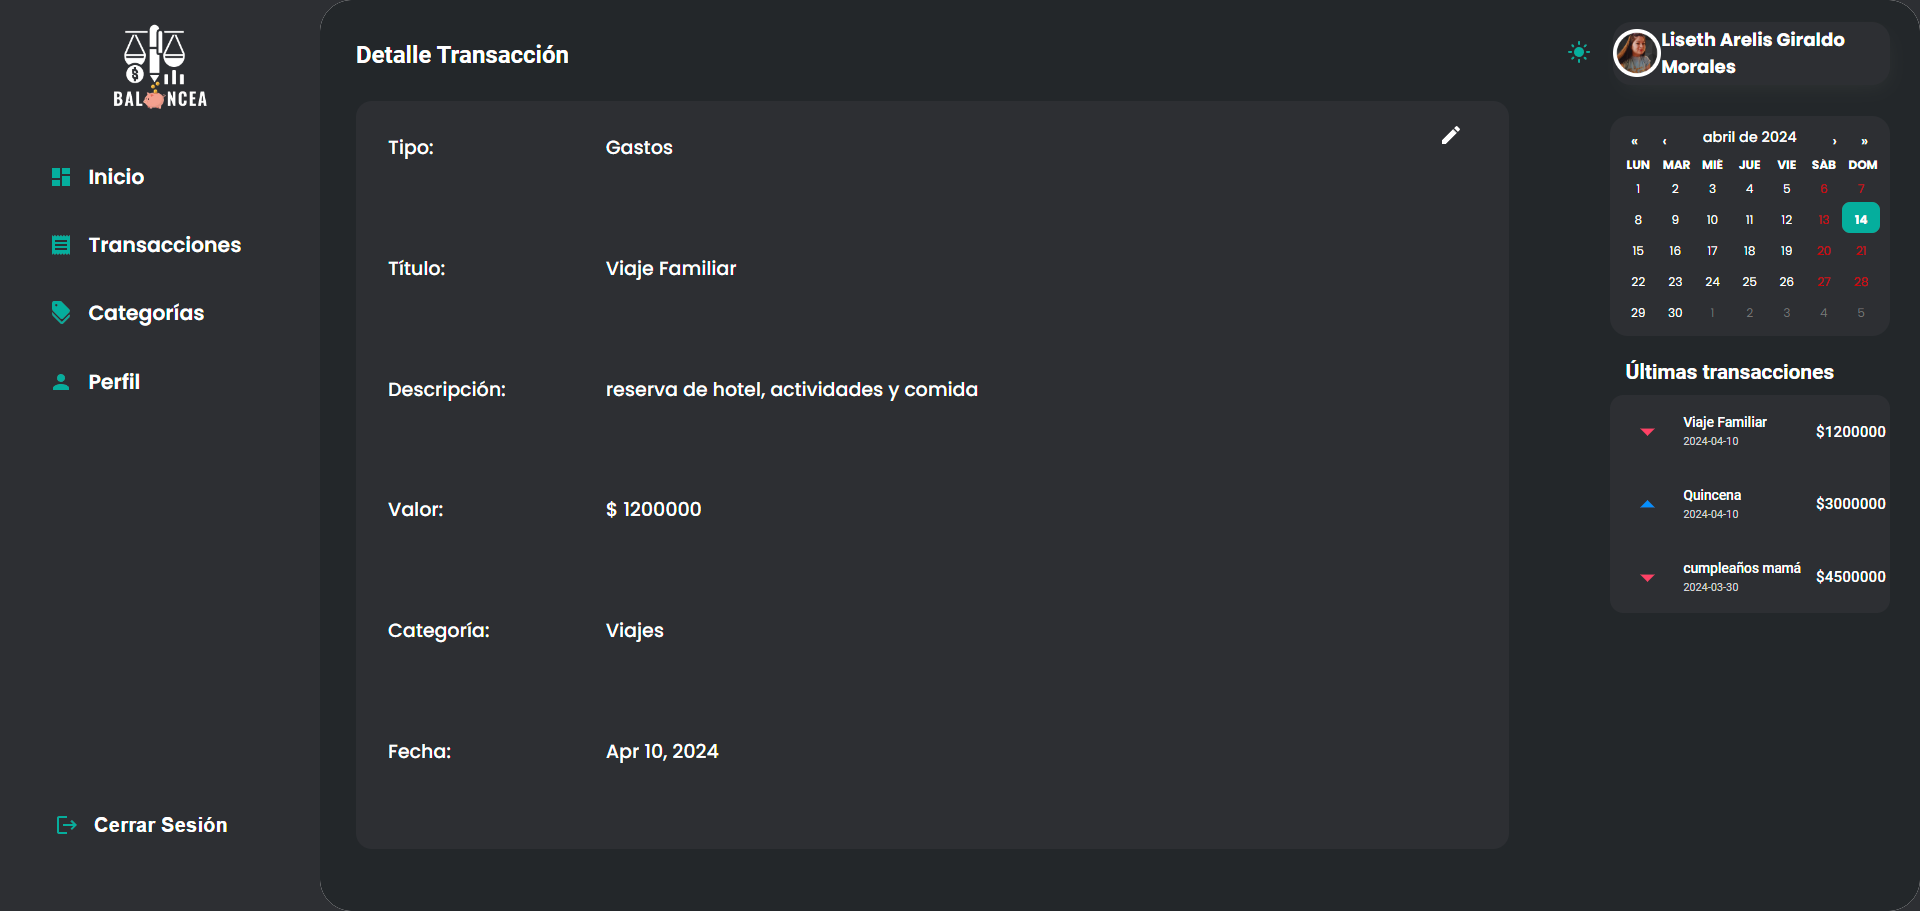 BALANCEA
Inicio
Transacciones
Categorías
Perfil
Cerrar Sesión
Detalle Transacción
Tipo: Gastos
Título: Viaje Familiar
Descripción: reserva de hotel, actividades y comida
Valor: $ 1200000
Categoría: Viajes
Fecha: Apr 10, 2024
Liseth Arelis Giraldo
Morales
« ‹ abril de 2024 › »
LUN MAR MIÉ JUE VIE SÁB DOM
1 2 3 4 5 6 7
8 9 10 11 12 13 14
15 16 17 18 19 20 21
22 23 24 25 26 27 28
29 30 1 2 3 4 5
Últimas transacciones
Viaje Familiar $1200000
2024-04-10
Quincena $3000000
2024-04-10
cumpleaños mamá $4500000
2024-03-30